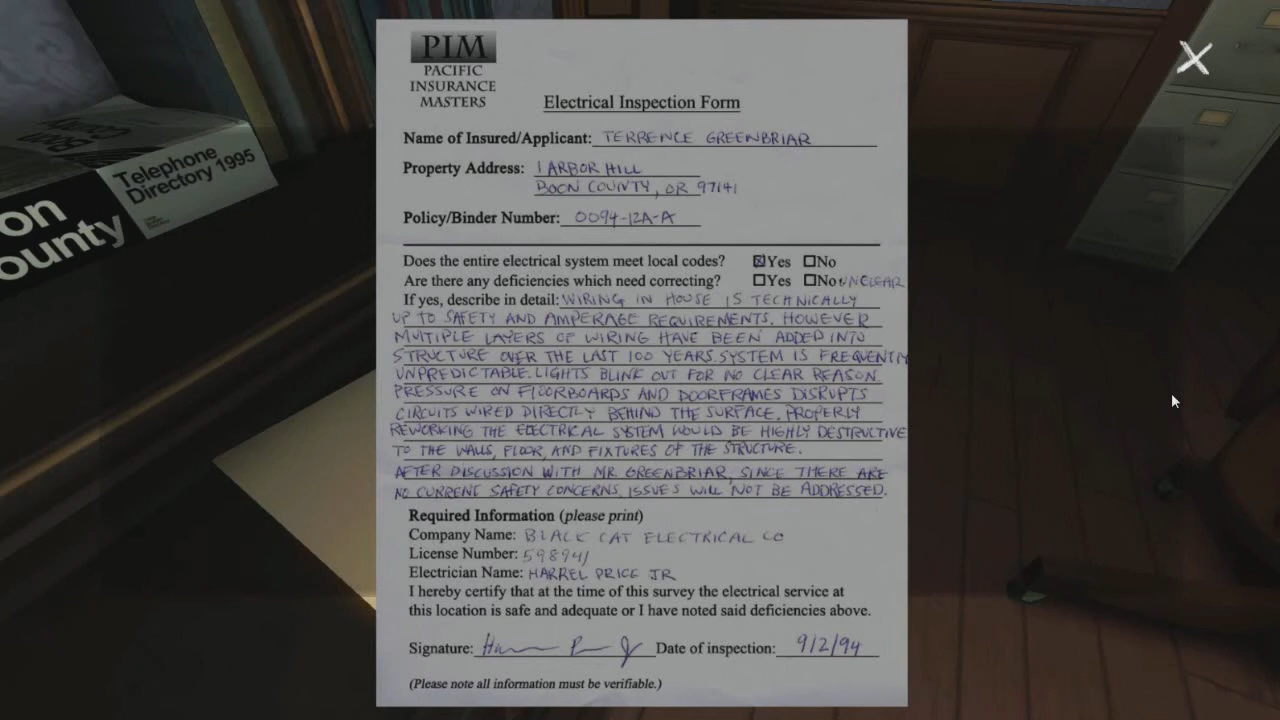 PIM
PACIFIC
INSURANCE
MASTERS
Electrical Inspection Form
Name of Insured/Applicant: TERRENCE GREENBRIAR
Property Address: 1 ARBOR HILL
BOON COUNTY, OR 97141
Policy/Binder Number: 0094-12A-A
Does the entire electrical system meet local codes? ☒Yes ☐No
Are there any deficiencies which need correcting? ☐Yes ☐No UNCLEAR
If yes, describe in detail: WIRING IN HOUSE IS TECHNICALLY
UP TO SAFETY AND AMPERAGE REQUIREMENTS. HOWEVER
MULTIPLE LAYERS OF WIRING HAVE BEEN ADDED INTO
STRUCTURE OVER THE LAST 100 YEARS. SYSTEM IS FREQUENTLY
UNPREDICTABLE. LIGHTS BLINK OUT FOR NO CLEAR REASON.
PRESSURE ON FLOORBOARDS AND DOORFRAMES DISRUPTS
CIRCUITS WIRED DIRECTLY BEHIND THE SURFACE. PROPERLY
REWORKING THE ELECTRICAL SYSTEM WOULD BE HIGHLY DESTRUCTIVE
TO THE WALLS, FLOOR, AND FIXTURES OF THE STRUCTURE.
AFTER DISCUSSION WITH MR. GREENBRIAR, SINCE THERE ARE
NO CURRENT SAFETY CONCERNS, ISSUES WILL NOT BE ADDRESSED.
Required Information (please print)
Company Name: BLACK CAT ELECTRICAL CO
License Number: 598941
Electrician Name: HARREL PRICE JR
I hereby certify that at the time of this survey the electrical service at
this location is safe and adequate or I have noted said deficiencies above.
Signature: Date of inspection: 9/2/94
(Please note all information must be verifiable.)
Boon
County
Telephone
Directory 1995
on
ounty